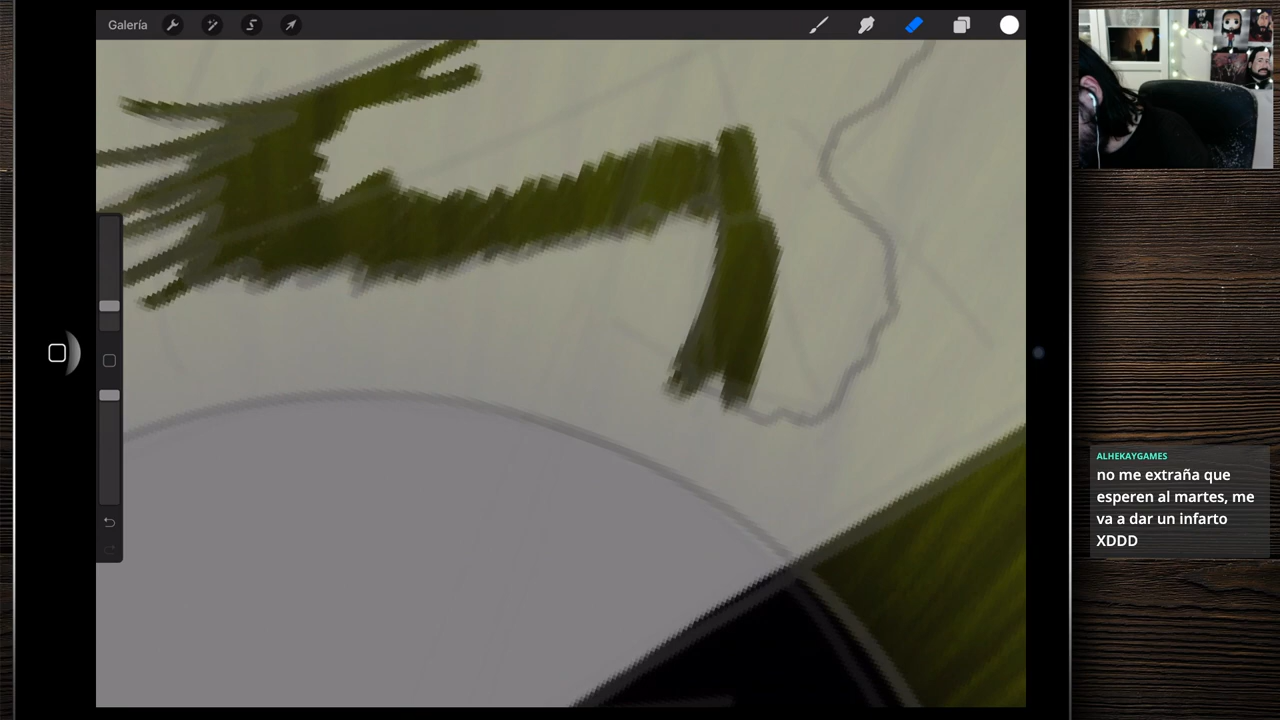 Galería
ALHEKAYGAMES
no me extraña que
esperen al martes, me
va a dar un infarto
XDDD